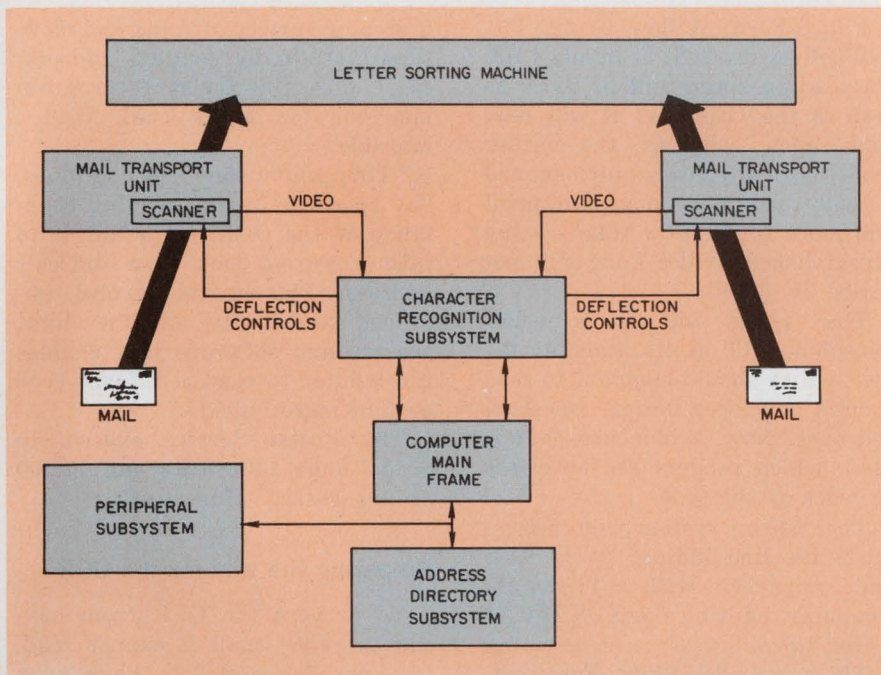 LETTER SORTING MACHINE
MAIL TRANSPORT
UNIT
SCANNER
VIDEO
VIDEO
MAIL TRANSPORT
UNIT
SCANNER
DEFLECTION
CONTROLS
CHARACTER
RECOGNITION
SUBSYSTEM
DEFLECTION
CONTROLS
MAIL
MAIL
COMPUTER
MAIN
FRAME
PERIPHERAL
SUBSYSTEM
ADDRESS
DIRECTORY
SUBSYSTEM